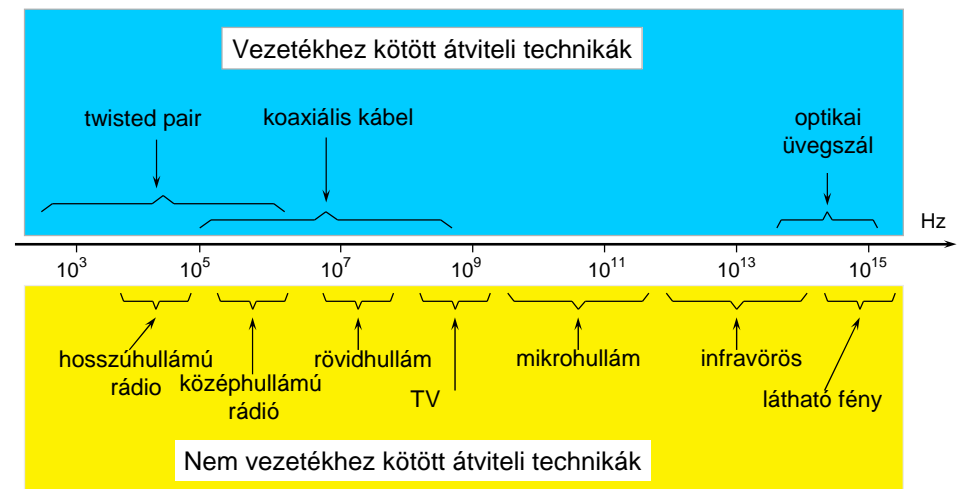 Vezetékhez kötött átviteli technikák
twisted pair
koaxiális kábel
optikai
üvegszál
Hz
10³
10⁵
10⁷
10⁹
10¹¹
10¹³
10¹⁵
hosszúhullámú
rádio
középhullámú
rádió
rövidhullám
TV
mikrohullám
infravörös
látható fény
Nem vezetékhez kötött átviteli technikák